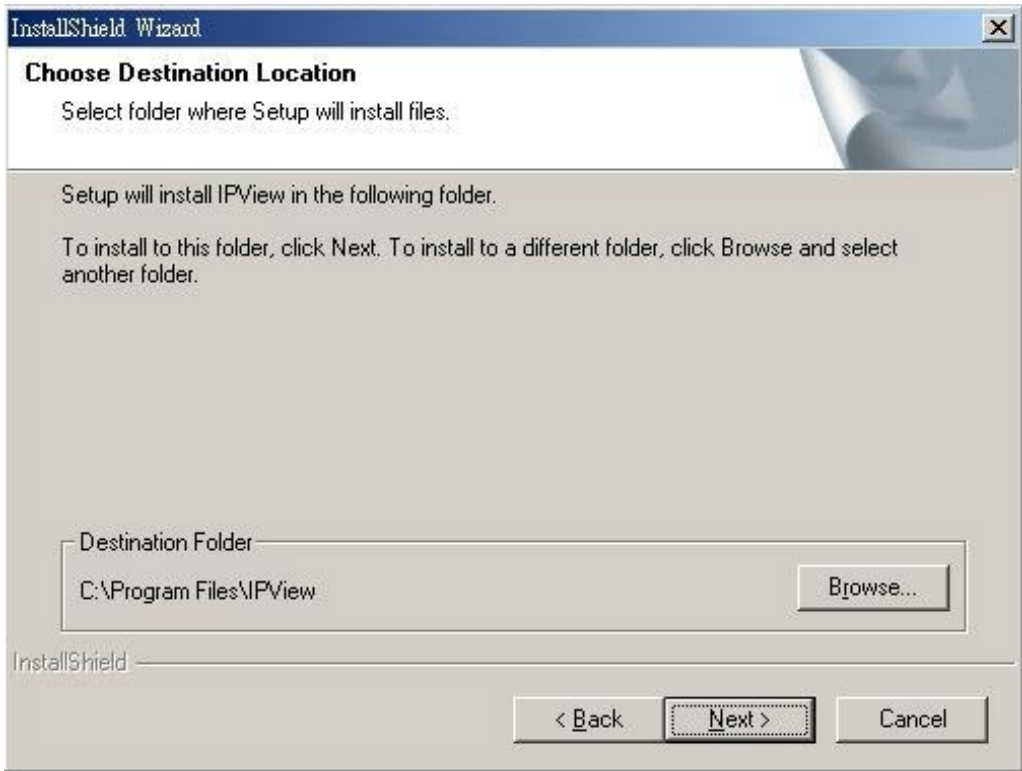 InstallShield Wizard
Choose Destination Location
Select folder where Setup will install files.
Setup will install IPView in the following folder.
To install to this folder, click Next. To install to a different folder, click Browse and select
another folder.
Destination Folder
C:\Program Files\IPView
Browse...
InstallShield
< Back
Next >
Cancel